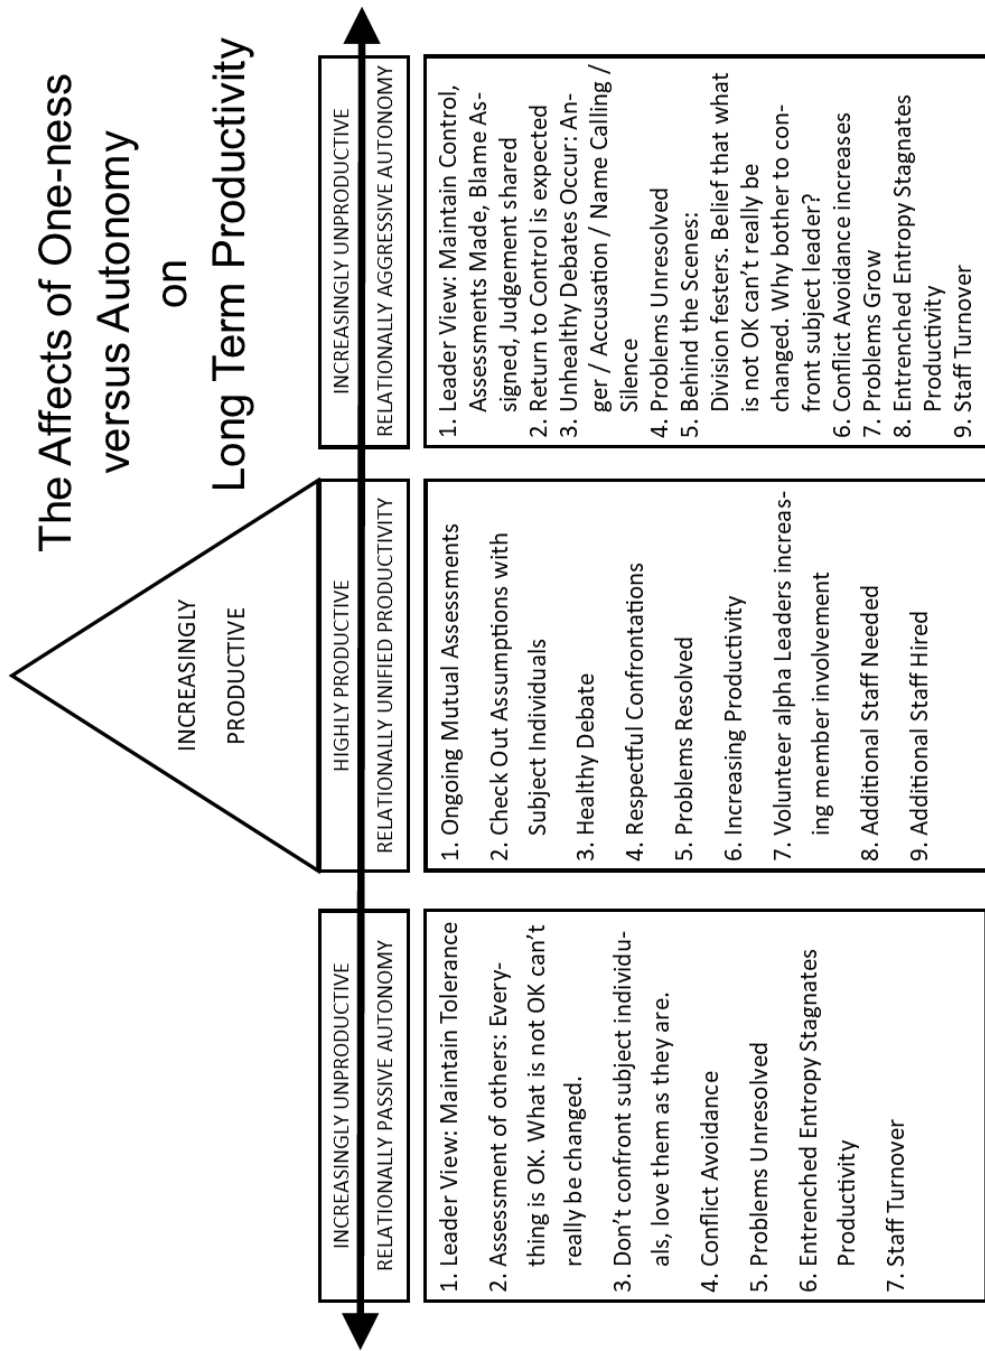 The Affects of One-ness
versus Autonomy
on
Long Term Productivity
INCREASINGLY
PRODUCTIVE
INCREASINGLY UNPRODUCTIVE
RELATIONALLY PASSIVE AUTONOMY
1. Leader View: Maintain Tolerance
2. Assessment of others: Every-
thing is OK. What is not OK can’t
really be changed.
3. Don’t confront subject individu-
als, love them as they are.
4. Conflict Avoidance
5. Problems Unresolved
6. Entrenched Entropy Stagnates
Productivity
7. Staff Turnover
HIGHLY PRODUCTIVE
RELATIONALLY UNIFIED PRODUCTIVITY
1. Ongoing Mutual Assessments
2. Check Out Assumptions with
Subject Individuals
3. Healthy Debate
4. Respectful Confrontations
5. Problems Resolved
6. Increasing Productivity
7. Volunteer alpha Leaders increas-
ing member involvement
8. Additional Staff Needed
9. Additional Staff Hired
INCREASINGLY UNPRODUCTIVE
RELATIONALLY AGGRESSIVE AUTONOMY
1. Leader View: Maintain Control,
Assessments Made, Blame As-
signed, Judgement shared
2. Return to Control is expected
3. Unhealthy Debates Occur: An-
ger / Accusation / Name Calling /
Silence
4. Problems Unresolved
5. Behind the Scenes:
Division festers. Belief that what
is not OK can’t really be
changed. Why bother to con-
front subject leader?
6. Conflict Avoidance increases
7. Problems Grow
8. Entrenched Entropy Stagnates
Productivity
9. Staff Turnover